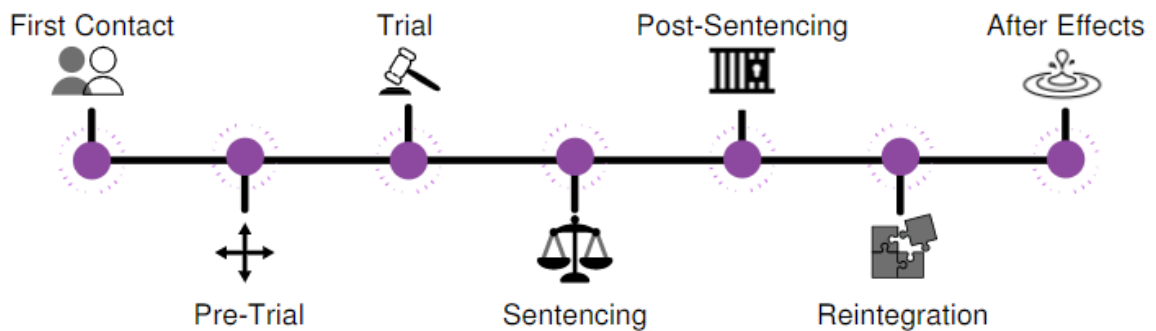 First Contact
Trial
Post-Sentencing
After Effects
Pre-Trial
Sentencing
Reintegration